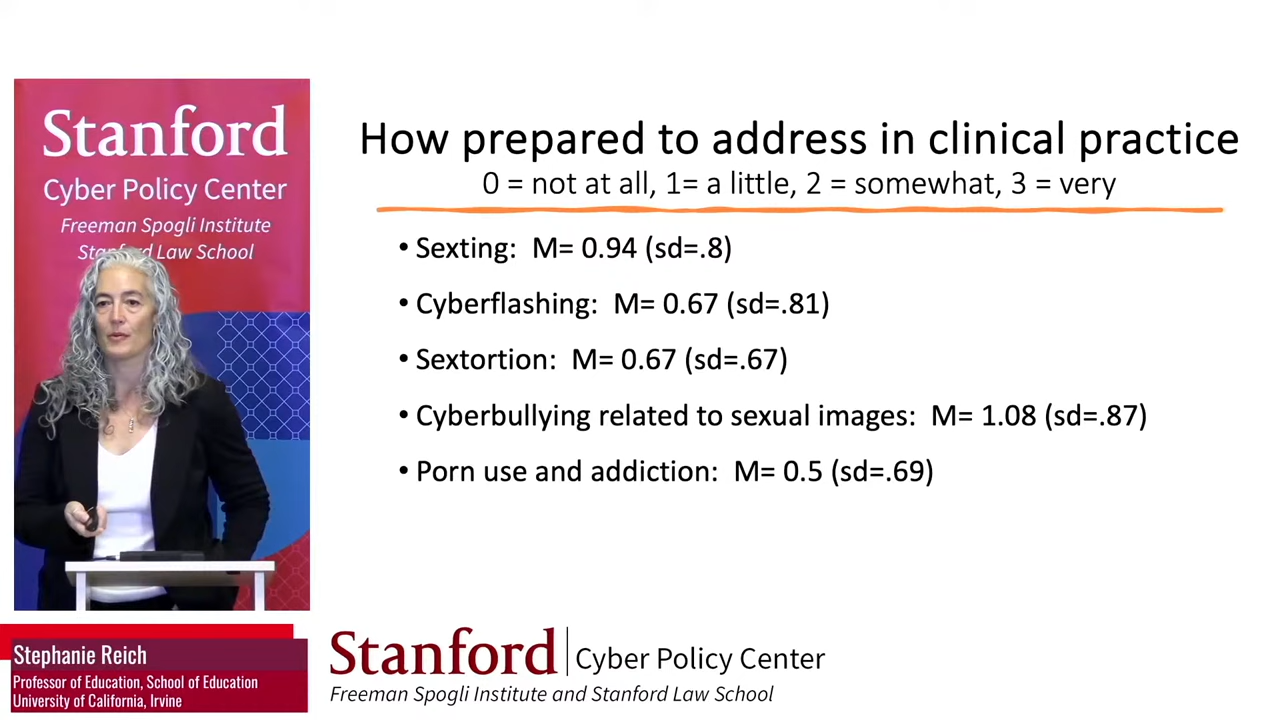 Stanford
Cyber Policy Center
Freeman Spogli Institute
Stanford Law School
How prepared to address in clinical practice
0 = not at all, 1= a little, 2 = somewhat, 3 = very
• Sexting:  M= 0.94 (sd=.8)
• Cyberflashing:  M= 0.67 (sd=.81)
• Sextortion:  M= 0.67 (sd=.67)
• Cyberbullying related to sexual images:  M= 1.08 (sd=.87)
• Porn use and addiction:  M= 0.5 (sd=.69)
Stephanie Reich
Professor of Education, School of Education
University of California, Irvine
Stanford | Cyber Policy Center
Freeman Spogli Institute and Stanford Law School